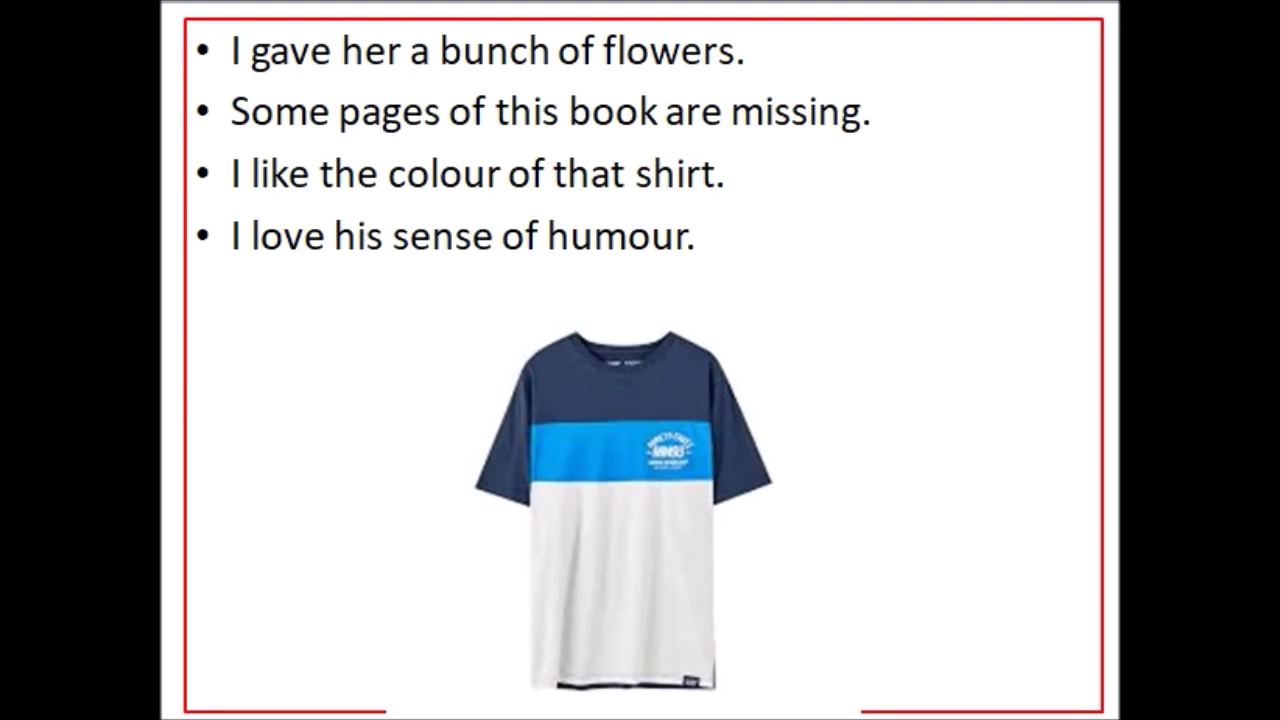 • I gave her a bunch of flowers.
• Some pages of this book are missing.
• I like the colour of that shirt.
• I love his sense of humour.